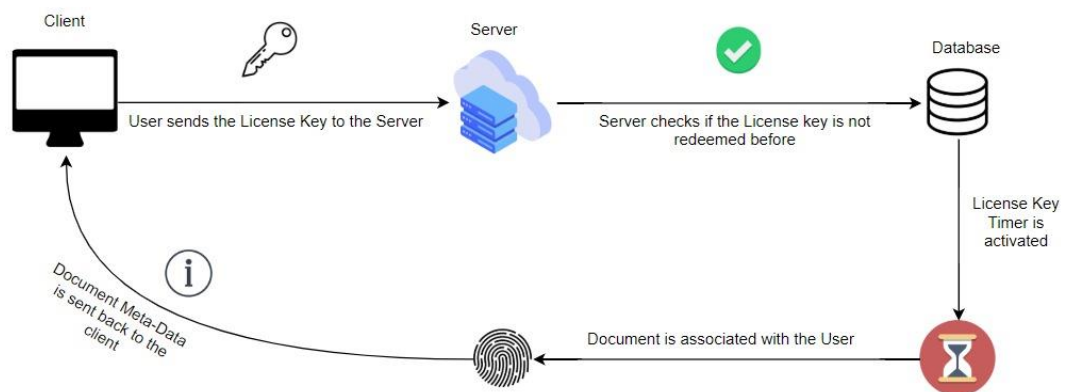 Client
Server
Database
User sends the License Key to the Server
Server checks if the License key is not
redeemed before
License Key
Timer is
activated
Document is associated with the User
Document Meta-Data
is sent back to the
client